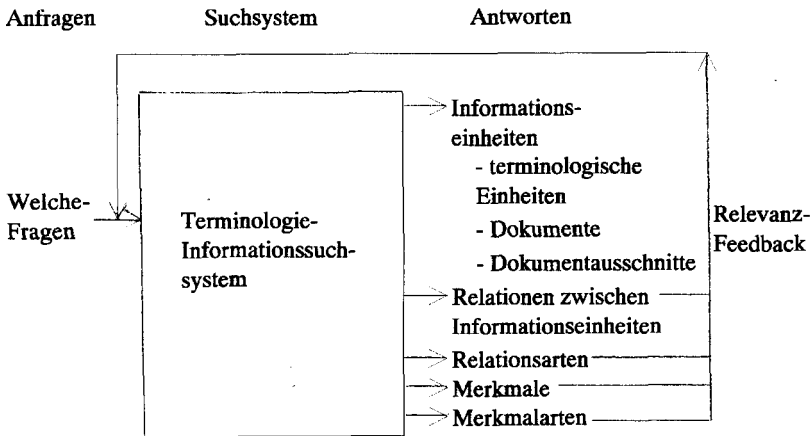 Anfragen Suchsystem Antworten
Welche-
Fragen
Terminologie-
Informationssuch-
system
Informations-
einheiten
- terminologische
Einheiten
- Dokumente
- Dokumentausschnitte
Relationen zwischen
Informationseinheiten
Relationsarten
Merkmale
Merkmalarten
Relevanz-
Feedback